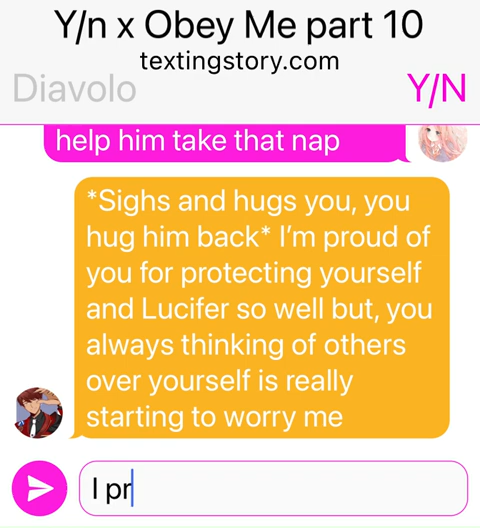 Y/n x Obey Me part 10
textingstory.com
Diavolo
Y/N
help him take that nap
*Sighs and hugs you, you
hug him back* I’m proud of
you for protecting yourself
and Lucifer so well but, you
always thinking of others
over yourself is really
starting to worry me
I pr